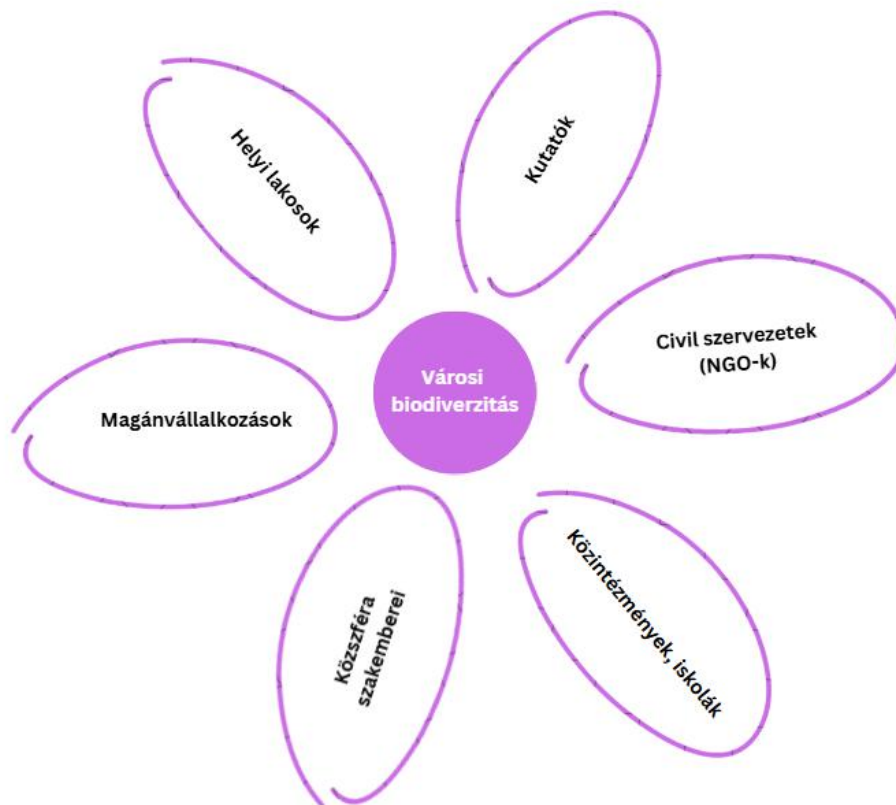 Helyi lakosok
Kutatók
Civil szervezetek
(NGO-k)
Városi
biodiverzitás
Magánvállalkozások
Közszféra
szakemberei
Közintézmények, iskolák